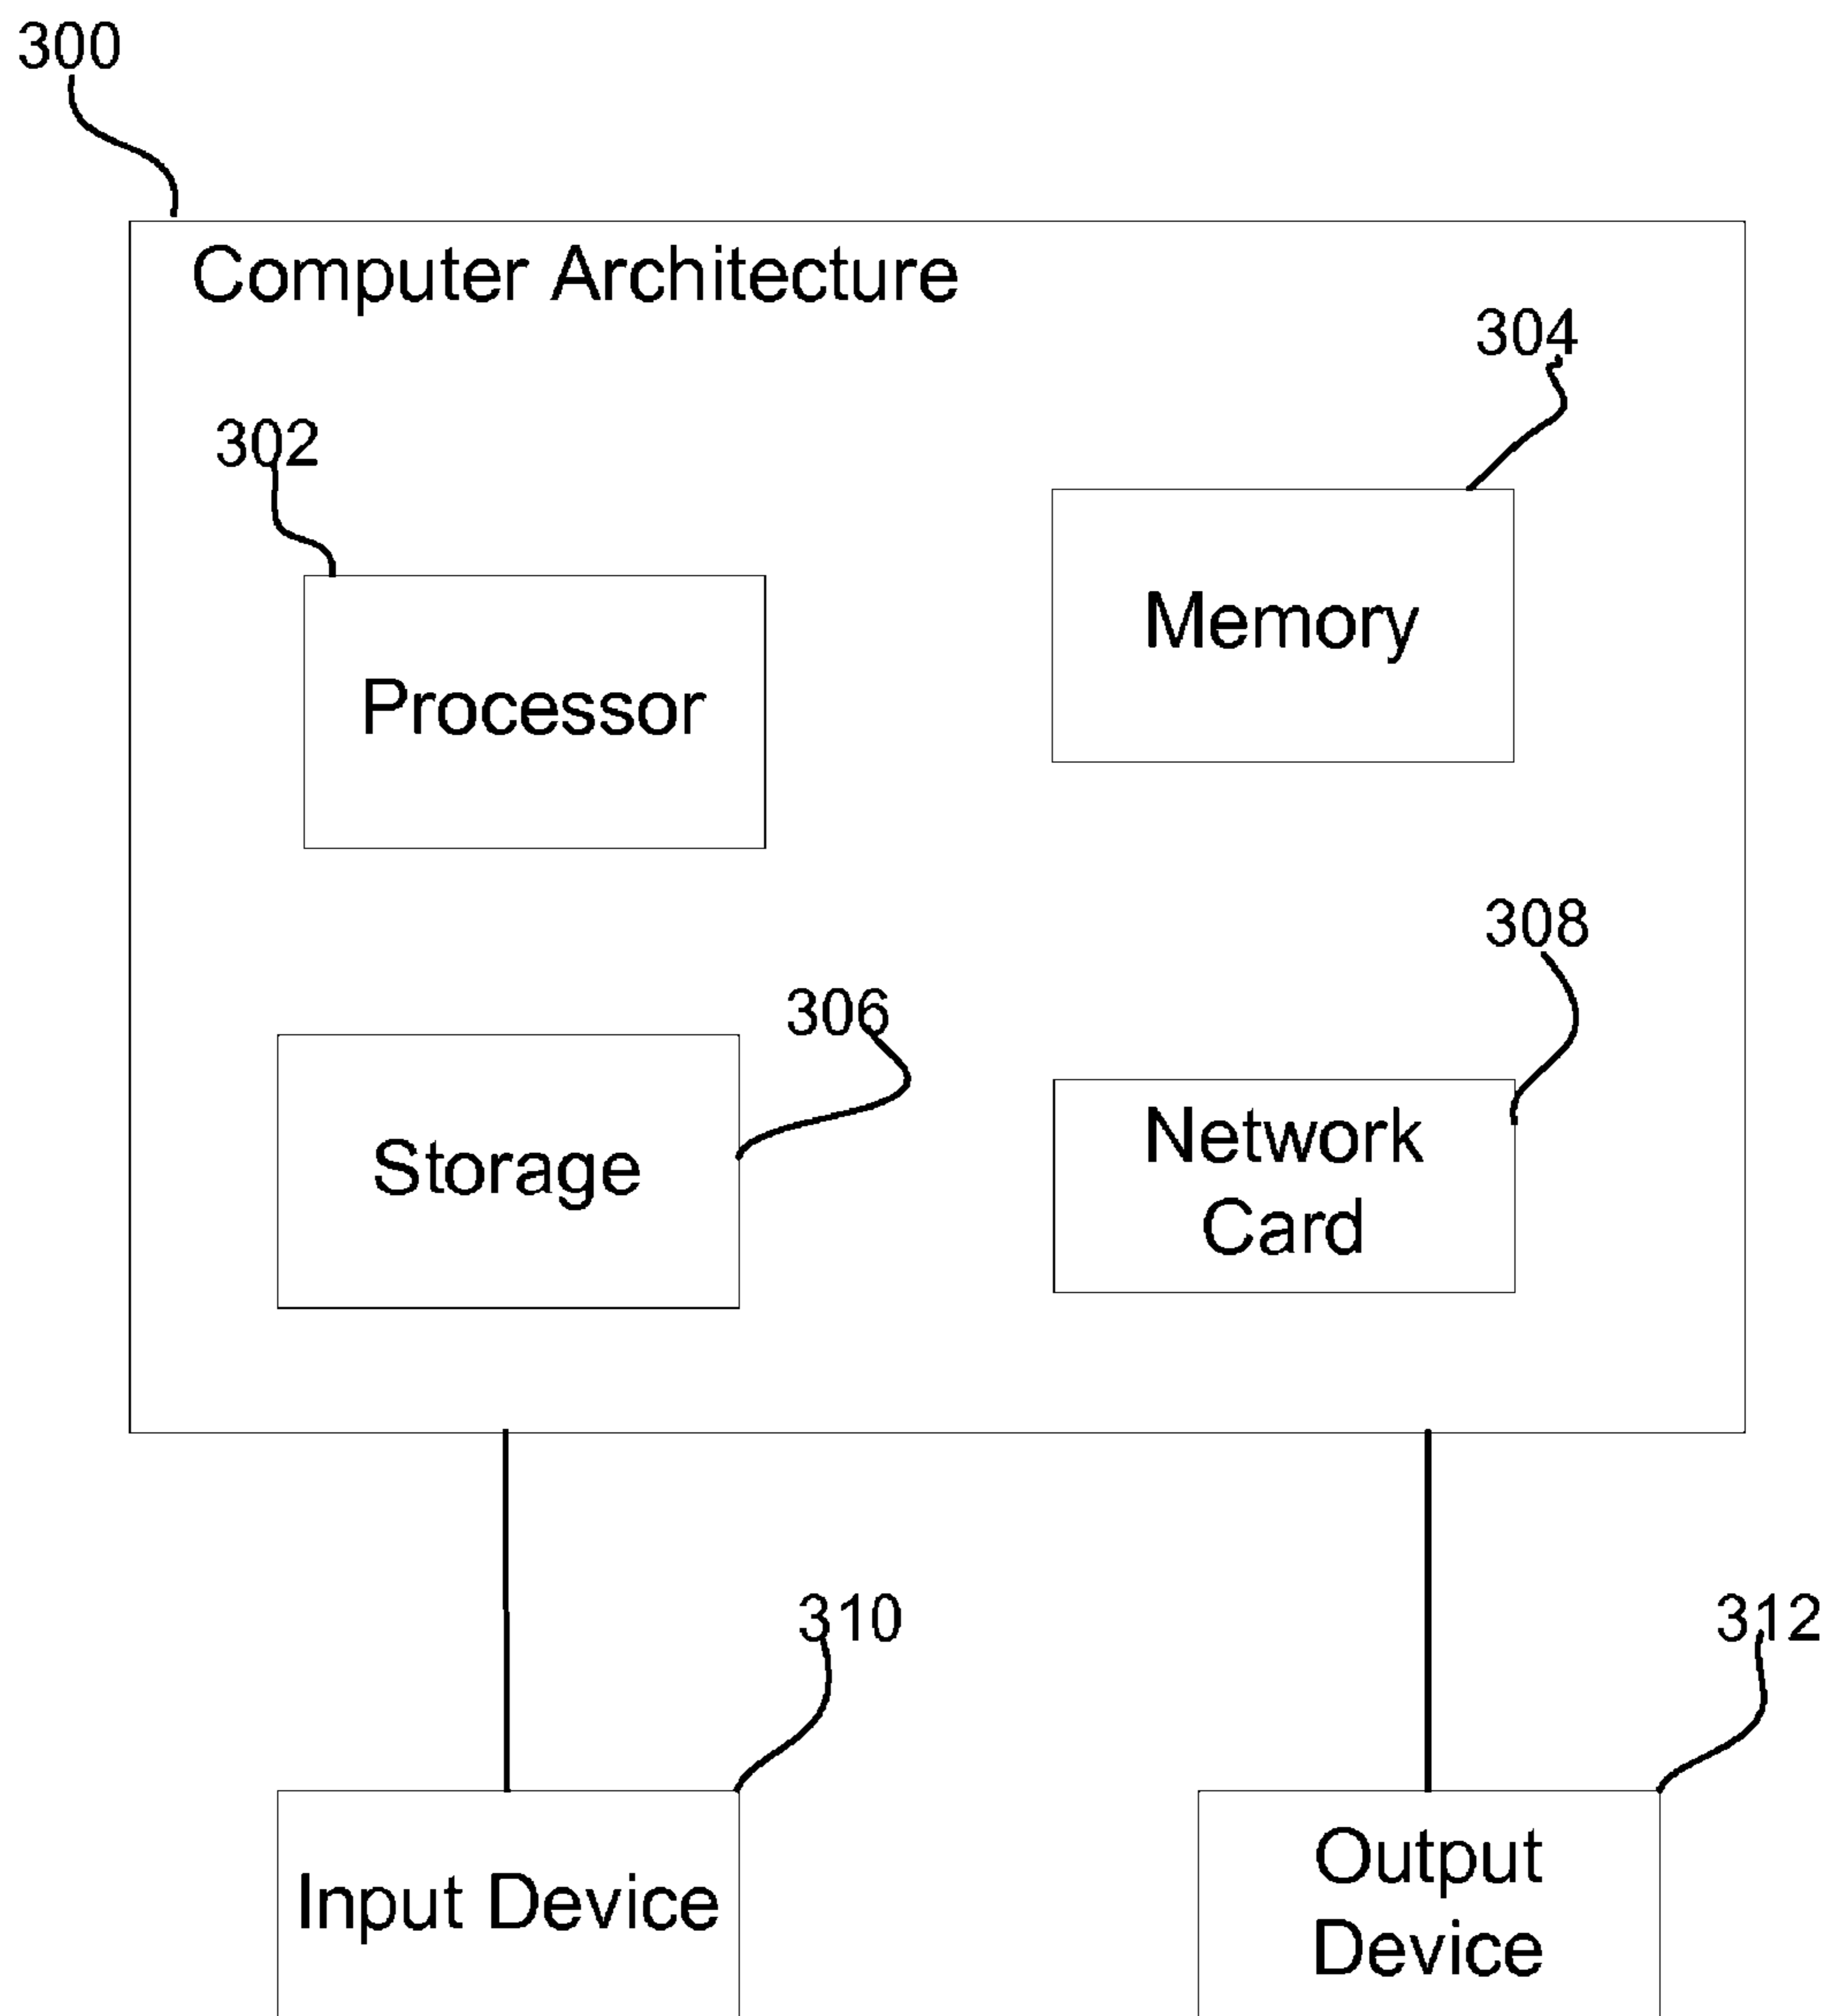 300
Computer Architecture
304
302
Memory
Processor
308
306
Network
Card
Storage
310
312
Input Device
Output
Device